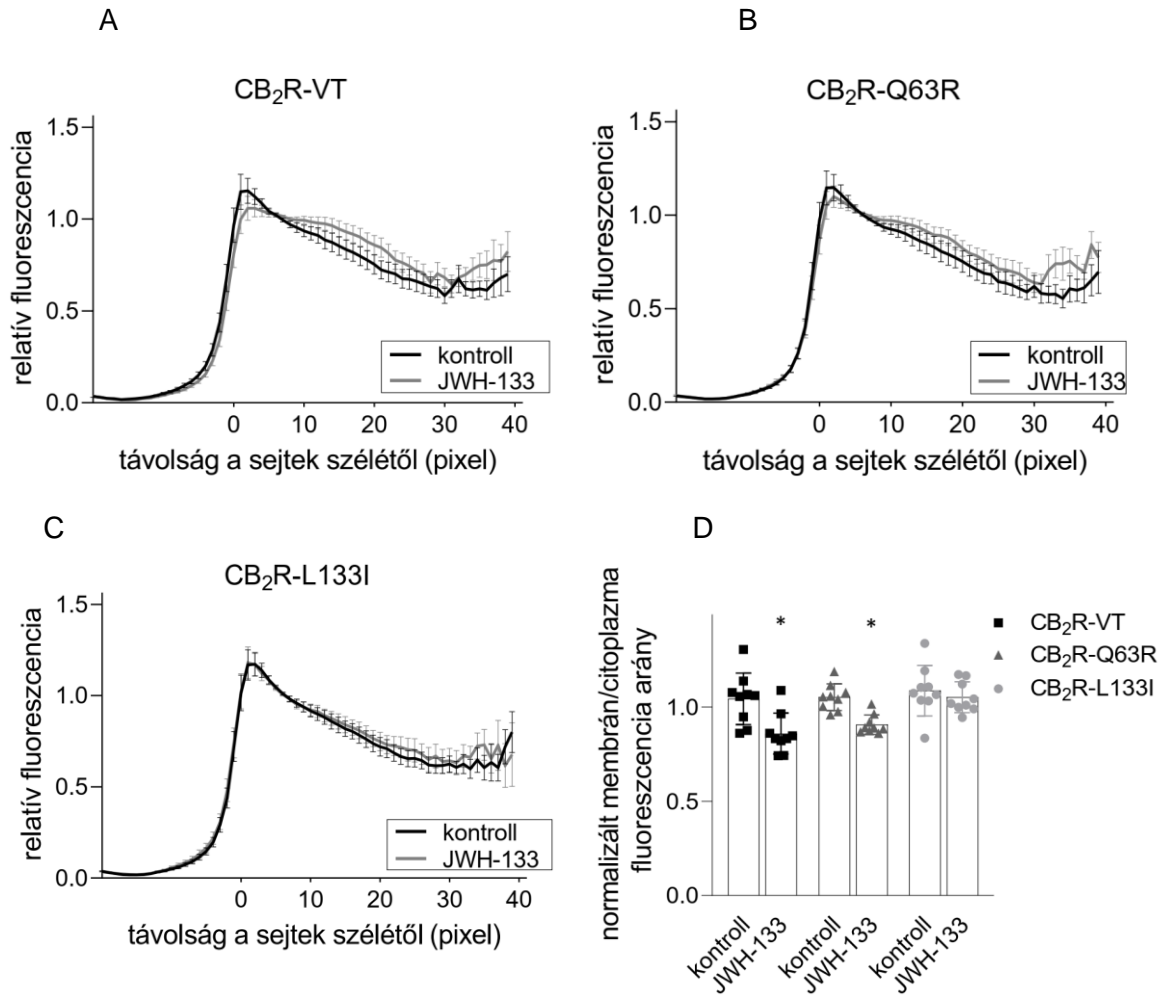 A
CB₂R-VT
relatív fluoreszcencia
1.5
1.0
0.5
0.0
kontroll
JWH-133
0 10 20 30 40
távolság a sejtek szélétől (pixel)
B
CB₂R-Q63R
relatív fluoreszcencia
1.5
1.0
0.5
0.0
kontroll
JWH-133
0 10 20 30 40
távolság a sejtek szélétől (pixel)
C
CB₂R-L133I
relatív fluoreszcencia
1.5
1.0
0.5
0.0
kontroll
JWH-133
0 10 20 30 40
távolság a sejtek szélétől (pixel)
D
normalizált membrán/citoplazma
fluoreszcencia arány
1.0
0.5
0.0
* *
CB₂R-VT
CB₂R-Q63R
CB₂R-L133I
kontroll
JWH-133
kontroll
JWH-133
kontroll
JWH-133